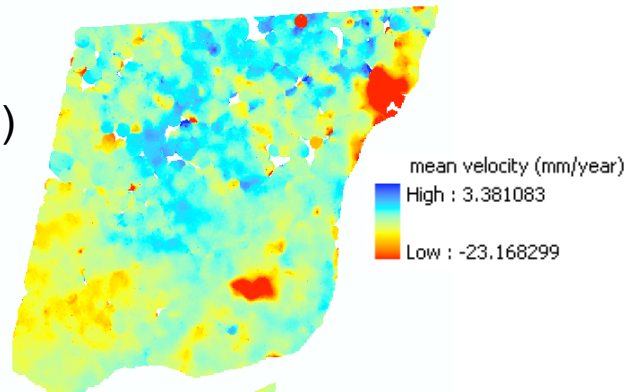 )
mean velocity (mm/year)
High : 3.381083
Low : -23.168299